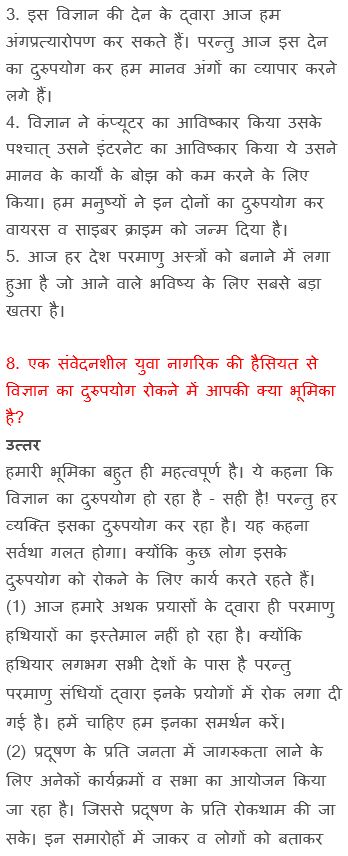 3. इस विज्ञान की देन के द्वारा आज हम
अंगप्रत्यारोपण कर सकते हैं। परन्तु आज इस देन
का दुरुपयोग कर हम मानव अंगों का व्यापार करने
लगे हैं।
4. विज्ञान ने कंप्यूटर का आविष्कार किया उसके
पश्चात् उसने इंटरनेट का आविष्कार किया ये उसने
मानव के कार्यों के बोझ को कम करने के लिए
किया। हम मनुष्यों ने इन दोनों का दुरुपयोग कर
वायरस व साइबर क्राइम को जन्म दिया है।
5. आज हर देश परमाणु अस्त्रों को बनाने में लगा
हुआ है जो आने वाले भविष्य के लिए सबसे बड़ा
खतरा है।
8. एक संवेदनशील युवा नागरिक की हैसियत से
विज्ञान का दुरुपयोग रोकने में आपकी क्या भूमिका
है?
उत्तर
हमारी भूमिका बहुत ही महत्वपूर्ण है। ये कहना कि
विज्ञान का दुरुपयोग हो रहा है - सही है! परन्तु हर
व्यक्ति इसका दुरुपयोग कर रहा है। यह कहना
सर्वथा गलत होगा। क्योंकि कुछ लोग इसके
दुरुपयोग को रोकने के लिए कार्य करते रहते हैं।
(1) आज हमारे अथक प्रयासों के द्वारा ही परमाणु
हथियारों का इस्तेमाल नहीं हो रहा है। क्योंकि
हथियार लगभग सभी देशों के पास है परन्तु
परमाणु संधियों द्वारा इनके प्रयोगों में रोक लगा दी
गई है। हमें चाहिए हम इनका समर्थन करें।
(2) प्रदूषण के प्रति जनता में जागरुकता लाने के
लिए अनेकों कार्यक्रमों व सभा का आयोजन किया
जा रहा है। जिससे प्रदूषण के प्रति रोकथाम की जा
सके। इन समारोहों में जाकर व लोगों को बताकर